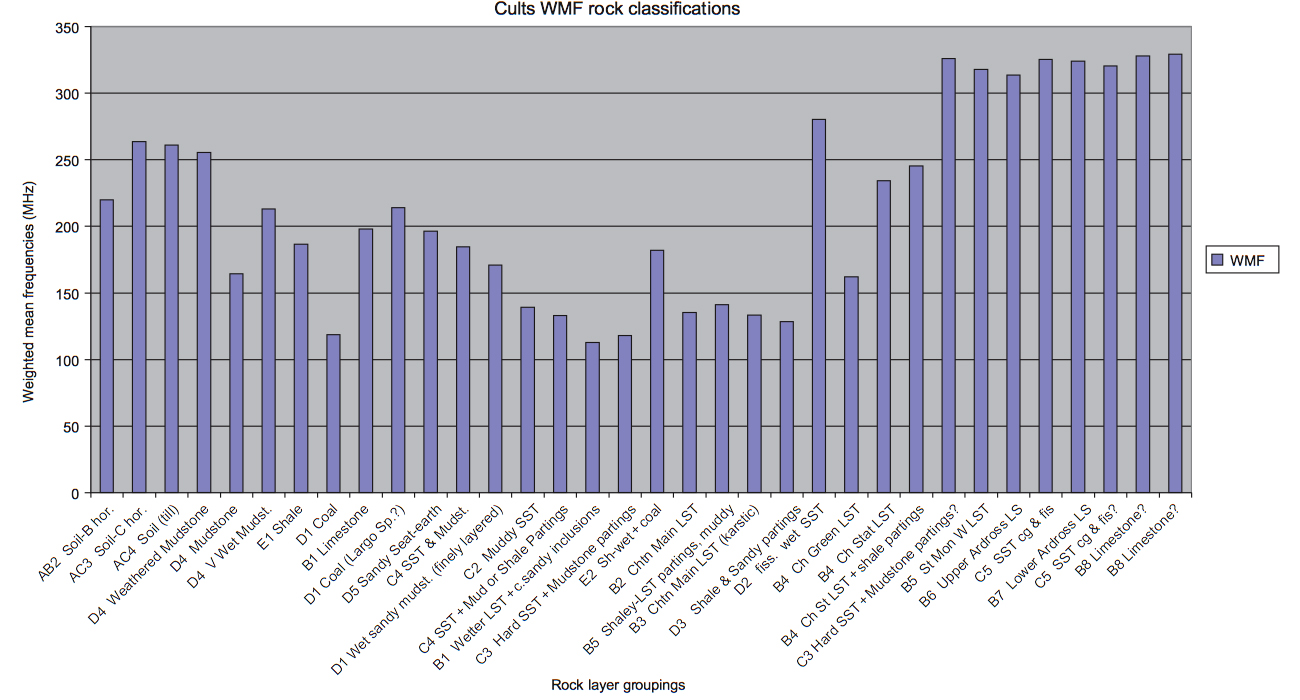 Cults WMF rock classifications
350
300
250
200
150
100
50
0
Weighted mean frequencies (MHz)
AB2 Soil-B hor.
AC3 Soil-C hor.
AC4 Soil (till)
D4 Weathered Mudstone
D4 Mudstone
D4 V Wet Mudst.
E1 Shale
D1 Coal
B1 Limestone
D1 Coal (Largo Sp.?)
D5 Sandy Seat-earth
C4 SST & Mudst.
D1 Wet sandy mudst. (finely layered)
C2 Muddy SST
C4 SST + Mud or Shale Partings
B1 Wetter LST + c.sandy inclusions
C3 Hard SST + Mudstone partings
E2 Sh-wet + coal
B2 Chtn Main LST
B5 Shaley-LST partings, muddy
B3 Chtn Main LST (karstic)
D3 Shale & Sandy partings
D2 fiss. wet SST
B4 Ch Green LST
B4 Ch Stat LST
B4 Ch St LST + shale partings
C3 Hard SST + Mudstone partings?
B5 St Mon W LST
B6 Upper Ardross LS
C5 SST cg & fis
B7 Lower Ardross LS
C5 SST cg & fis?
B8 Limestone?
B8 Limestone?
Rock layer groupings
WMF